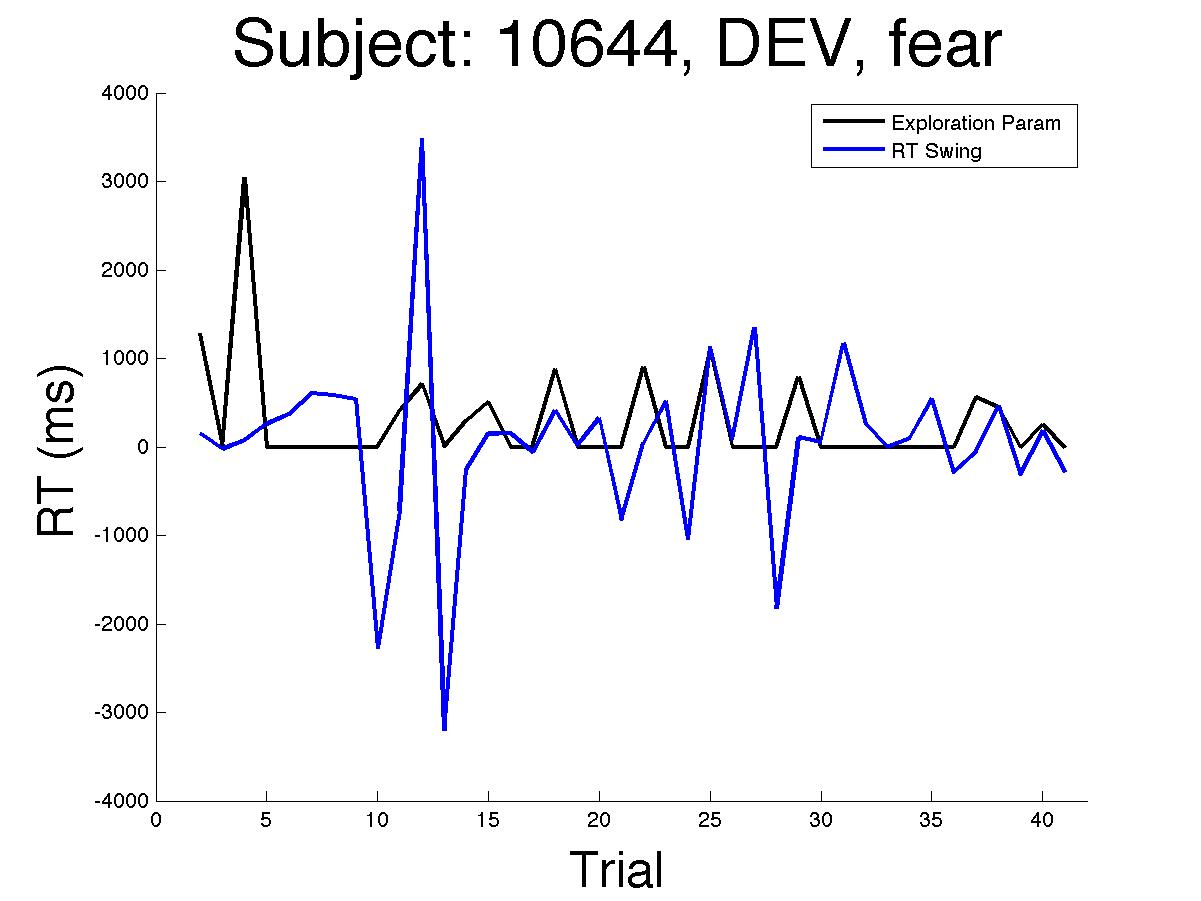 Subject: 10644, DEV, fear
Exploration Param
RT Swing
4000
3000
2000
1000
0
-1000
-2000
-3000
-4000
RT (ms)
0 5 10 15 20 25 30 35 40
Trial